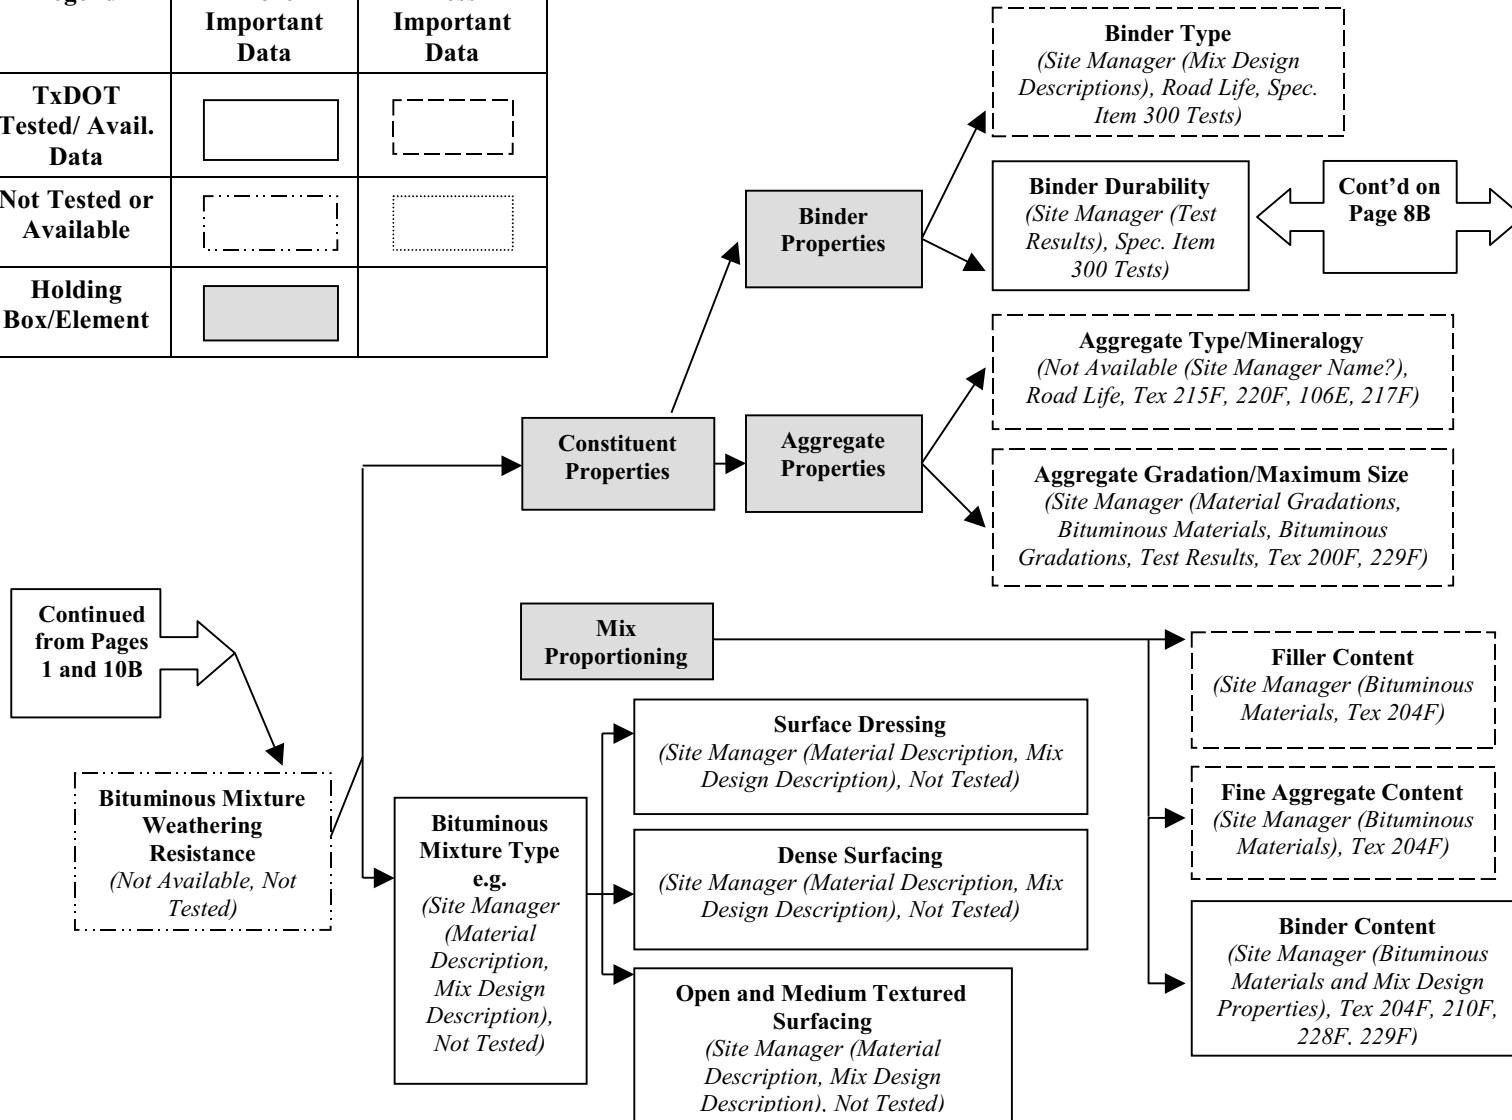 Important
Data
Important
Data
TxDOT
Tested/ Avail.
Data
Not Tested or
Available
Holding
Box/Element
Binder Type
(Site Manager (Mix Design
Descriptions), Road Life, Spec.
Item 300 Tests)
Binder
Properties
Binder Durability
(Site Manager (Test
Results), Spec. Item
300 Tests)
Cont’d on
Page 8B
Aggregate Type/Mineralogy
(Not Available (Site Manager Name?),
Road Life, Tex 215F, 220F, 106E, 217F)
Constituent
Properties
Aggregate
Properties
Aggregate Gradation/Maximum Size
(Site Manager (Material Gradations,
Bituminous Materials, Bituminous
Gradations, Test Results, Tex 200F, 229F)
Continued
from Pages
1 and 10B
Mix
Proportioning
Filler Content
(Site Manager (Bituminous
Materials, Tex 204F)
Surface Dressing
(Site Manager (Material Description, Mix
Design Description), Not Tested)
Bituminous Mixture
Weathering
Resistance
(Not Available, Not
Tested)
Bituminous
Mixture Type
e.g.
(Site Manager
(Material
Description,
Mix Design
Description),
Not Tested)
Fine Aggregate Content
(Site Manager (Bituminous
Materials), Tex 204F)
Dense Surfacing
(Site Manager (Material Description, Mix
Design Description), Not Tested)
Binder Content
(Site Manager (Bituminous
Materials and Mix Design
Properties), Tex 204F, 210F,
228F, 229F)
Open and Medium Textured
Surfacing
(Site Manager (Material
Description, Mix Design
Description), Not Tested)